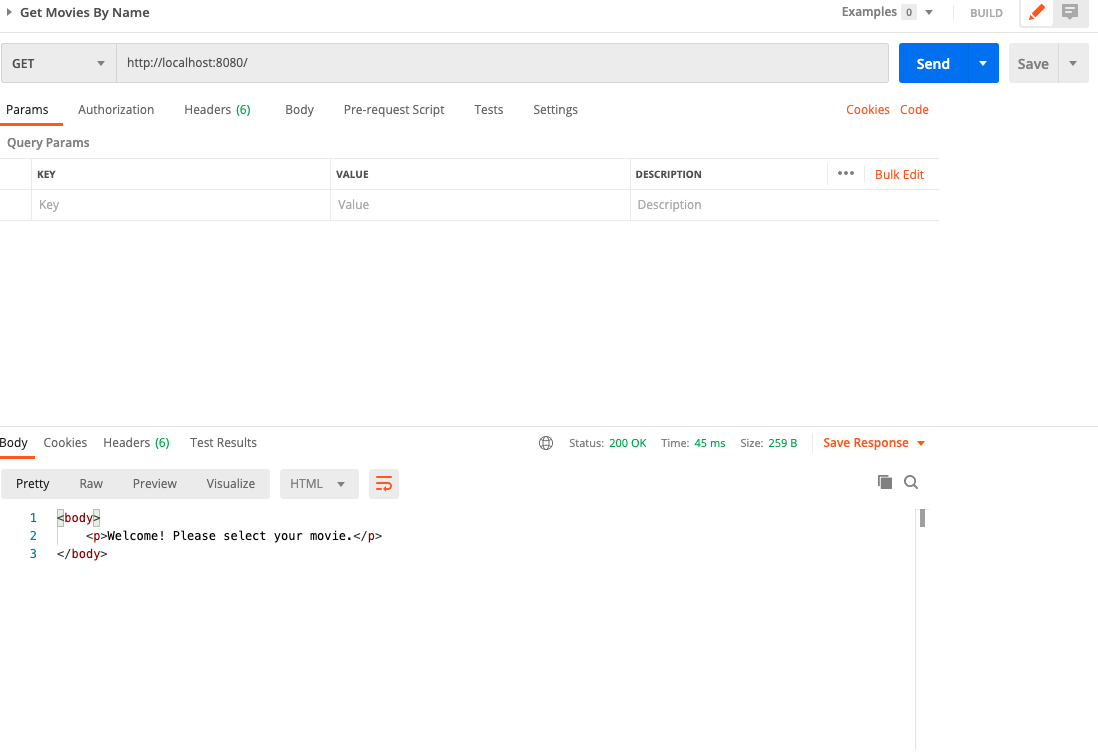 Get Movies By Name Examples 0 BUILD
GET http://localhost:8080/ Send Save
Params Authorization Headers (6) Body Pre-request Script Tests Settings Cookies Code
Query Params
KEY VALUE DESCRIPTION ••• Bulk Edit
Key Value Description
Body Cookies Headers (6) Test Results Status: 200 OK Time: 45 ms Size: 259 B Save Response
Pretty Raw Preview Visualize HTML
1 <body>
2 <p>Welcome! Please select your movie.</p>
3 </body>